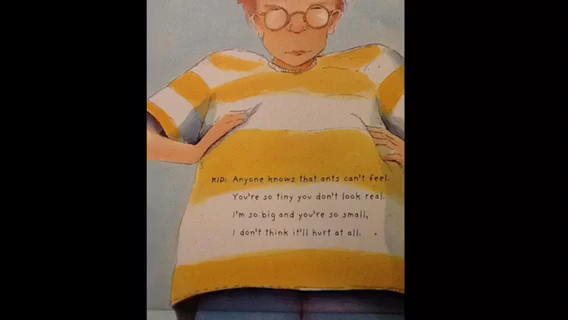 KID: Anyone knows that ants can't feel.
You're so tiny you don't look real.
I'm so big and you're so small,
I don't think it'll hurt at all.